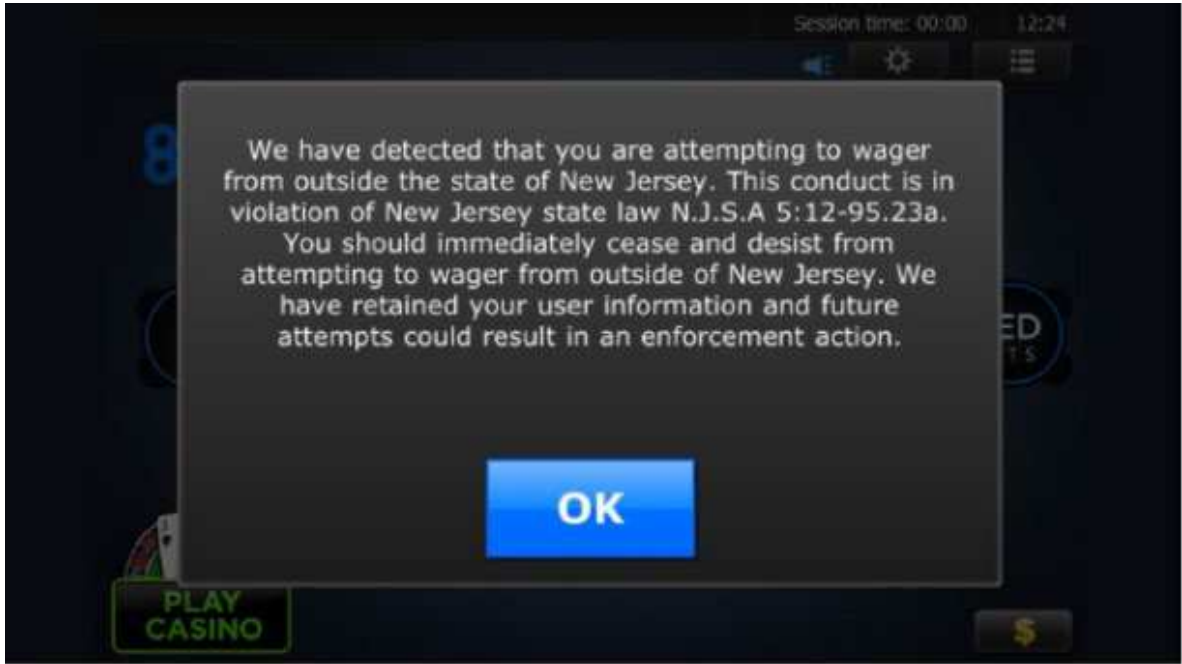 Session time: 00:00 12:24
8
We have detected that you are attempting to wager
from outside the state of New Jersey. This conduct is in
violation of New Jersey state law N.J.S.A 5:12-95.23a.
You should immediately cease and desist from
attempting to wager from outside of New Jersey. We
have retained your user information and future
attempts could result in an enforcement action.
ED
TS
OK
PLAY
CASINO
$